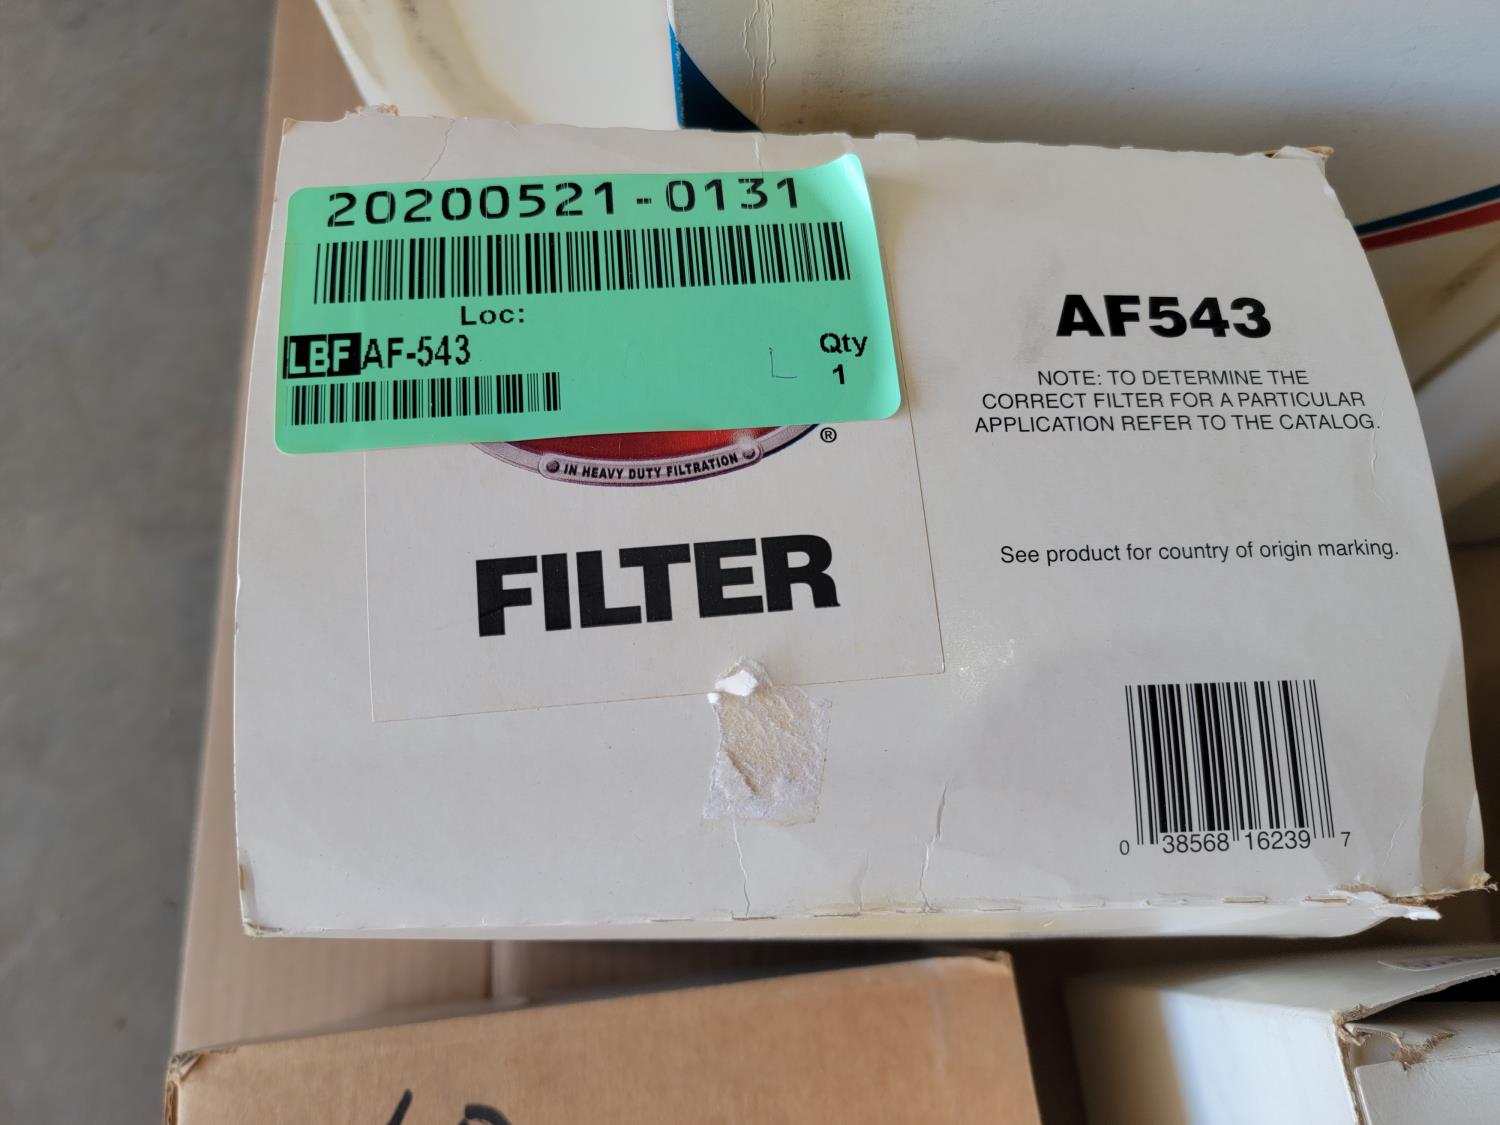 20200521-0131
Loc:
LBF AF-543
Qty
1
®
IN HEAVY DUTY FILTRATION
FILTER
AF543
NOTE: TO DETERMINE THE
CORRECT FILTER FOR A PARTICULAR
APPLICATION REFER TO THE CATALOG.
See product for country of origin marking.
0 38568 16239 7